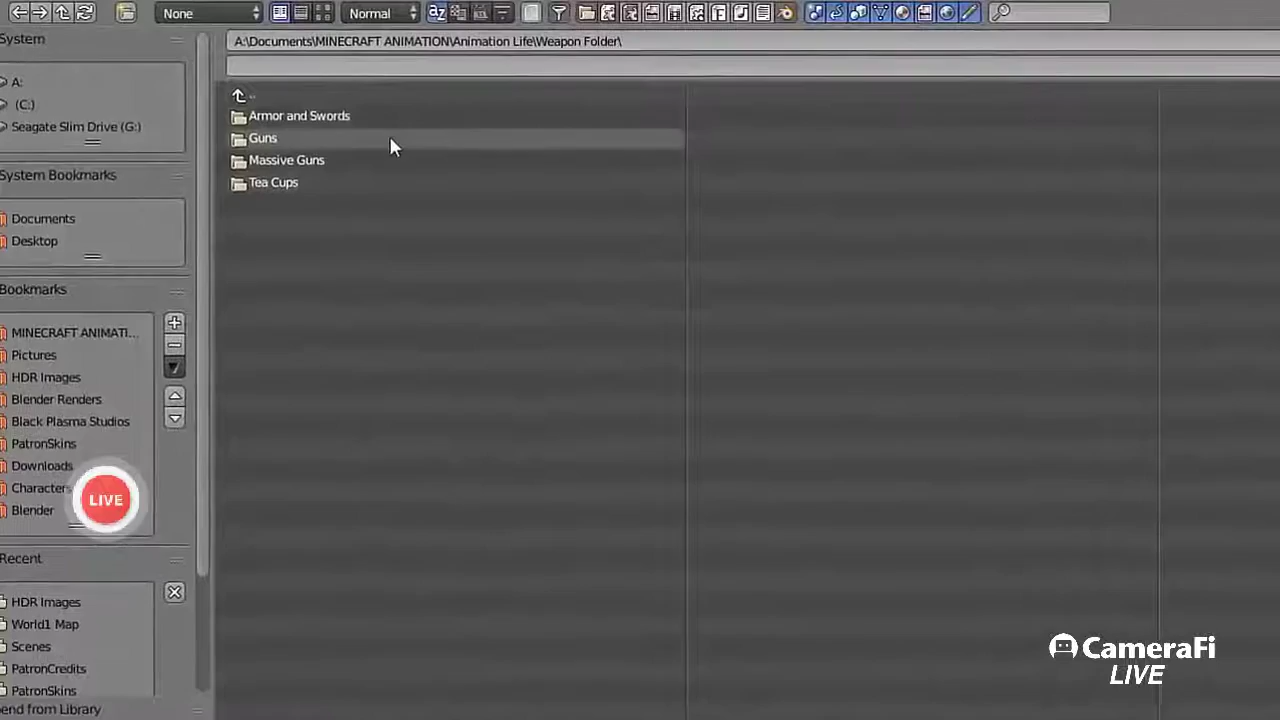 None
Normal
System
A:\Documents\MINECRAFT ANIMATION\Animation Life\Weapon Folder\
A:
(C:)
Seagate Slim Drive (G:)
..
Armor and Swords
Guns
Massive Guns
Tea Cups
System Bookmarks
Documents
Desktop
Bookmarks
MINECRAFT ANIMATI...
Pictures
HDR Images
Blender Renders
Black Plasma Studios
PatronSkins
Downloads
Characters
Blender
LIVE
Recent
HDR Images
World1 Map
Scenes
PatronCredits
PatronSkins
end from Library
CameraFi
LIVE